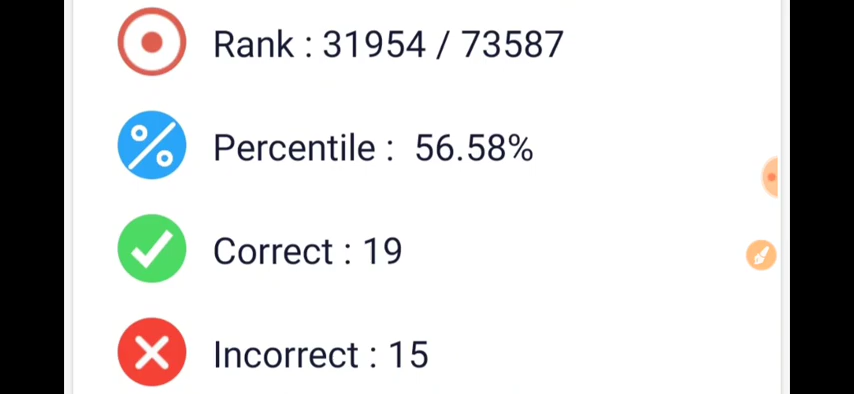 Rank : 31954 / 73587
Percentile : 56.58%
Correct : 19
Incorrect : 15